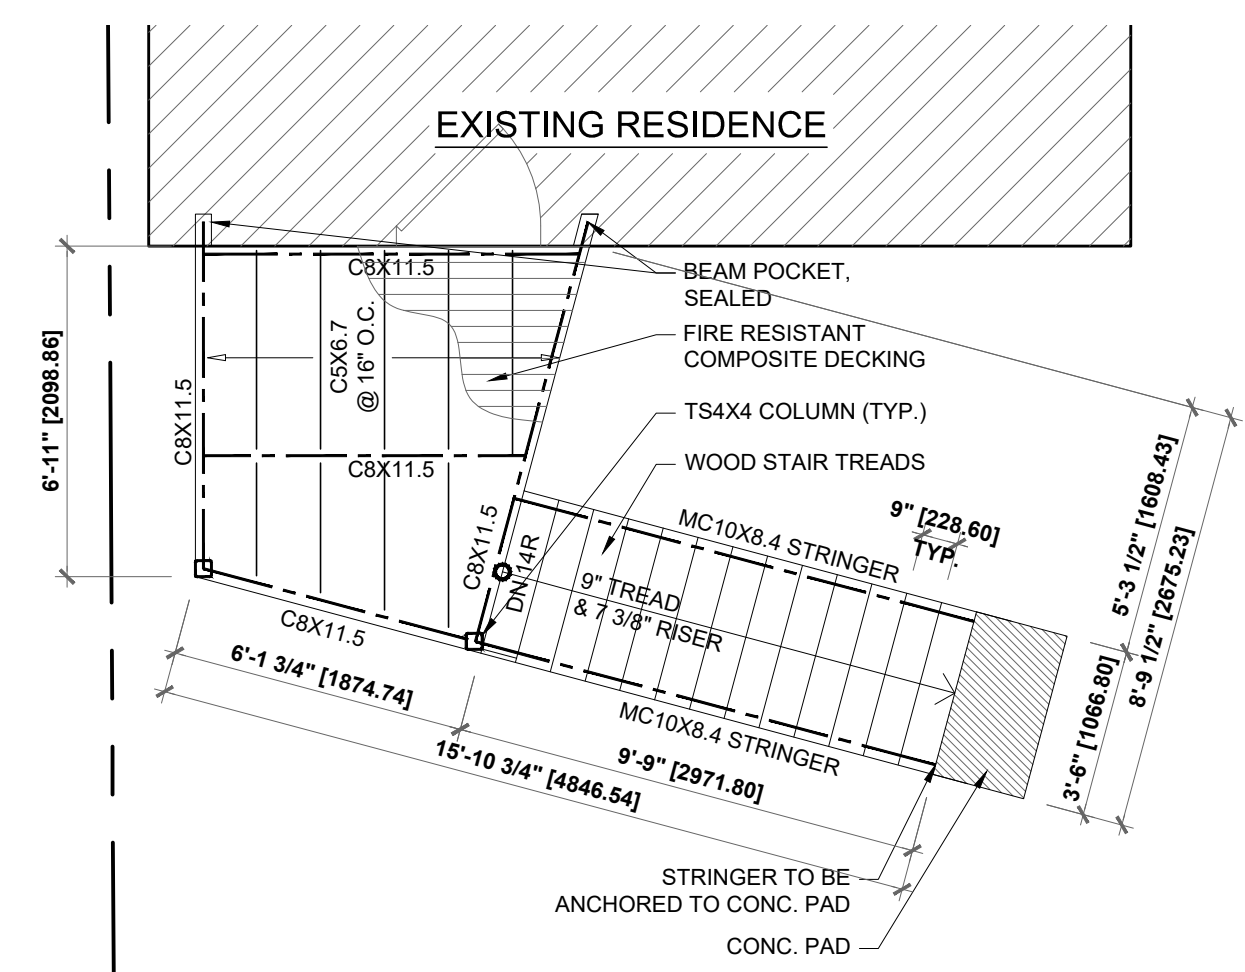 EXISTING RESIDENCE
C8X11.5
BEAM POCKET,
SEALED
FIRE RESISTANT
COMPOSITE DECKING
C5X6.7
@ 16" O.C.
6'-11" [2098.86]
C8X11.5
TS4X4 COLUMN (TYP.)
C8X11.5
WOOD STAIR TREADS
MC10X8.4 STRINGER
9" [228.60]
TYP.
5'-3 1/2" [1608.43]
8'-9 1/2" [2675.23]
3'-6" [1066.80]
C8X11.5
DN 14R
9" TREAD
& 7 3/8" RISER
C8X11.5
6'-1 3/4" [1874.74]
MC10X8.4 STRINGER
15'-10 3/4" [4846.54]
9'-9" [2971.80]
STRINGER TO BE
ANCHORED TO CONC. PAD
CONC. PAD